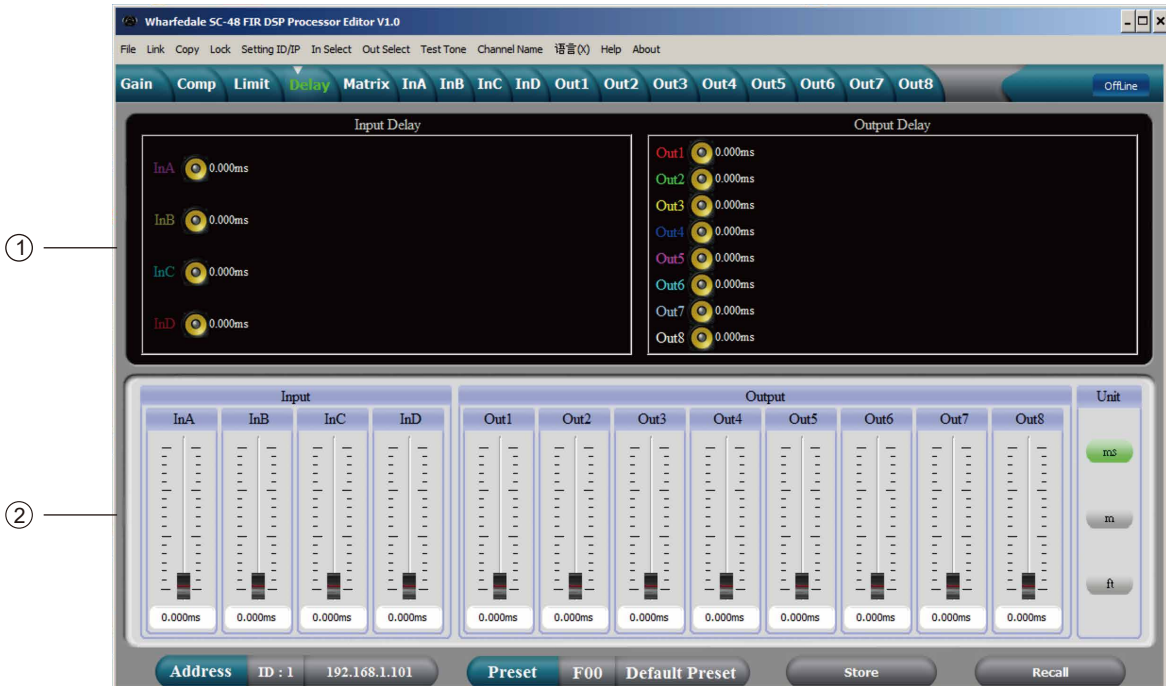 Wharfedale SC-48 FIR DSP Processor Editor V1.0
File Link Copy Lock Setting ID/IP In Select Out Select Test Tone Channel Name 语言(X) Help About
Gain Comp Limit Delay Matrix InA InB InC InD Out1 Out2 Out3 Out4 Out5 Out6 Out7 Out8 OffLine
Input Delay
InA 0.000ms
InB 0.000ms
InC 0.000ms
InD 0.000ms
Output Delay
Out1 0.000ms
Out2 0.000ms
Out3 0.000ms
Out4 0.000ms
Out5 0.000ms
Out6 0.000ms
Out7 0.000ms
Out8 0.000ms
1
2
Input Output Unit
InA InB InC InD Out1 Out2 Out3 Out4 Out5 Out6 Out7 Out8
ms
m
ft
0.000ms 0.000ms 0.000ms 0.000ms 0.000ms 0.000ms 0.000ms 0.000ms 0.000ms 0.000ms 0.000ms 0.000ms
Address ID : 1 192.168.1.101 Preset F00 Default Preset Store Recall